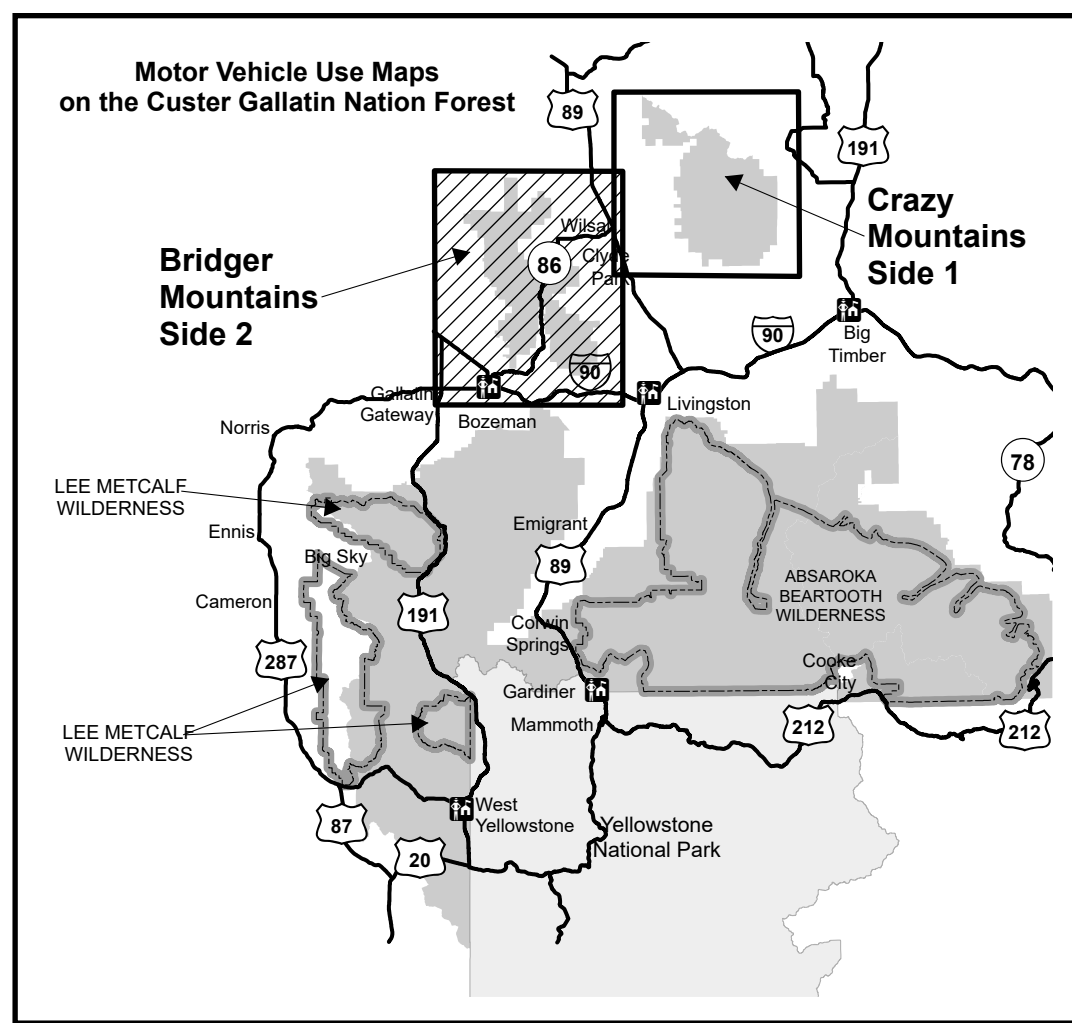 Motor Vehicle Use Maps
on the Custer Gallatin Nation Forest
89
191
Crazy
Mountains
Side 1
Bridger
Mountains
Side 2
Wilsal
86
Clyde
Park
90
Big
Timber
90
Gallatin
Gateway
Bozeman
Livingston
Norris
78
LEE METCALF
WILDERNESS
Ennis
Emigrant
Big Sky
89
ABSAROKA
BEARTOOTH
WILDERNESS
Cameron
191
Corwin
Springs
287
Cooke
City
Gardiner
Mammoth
LEE METCALF
WILDERNESS
212
212
West
Yellowstone
87
Yellowstone
National Park
20